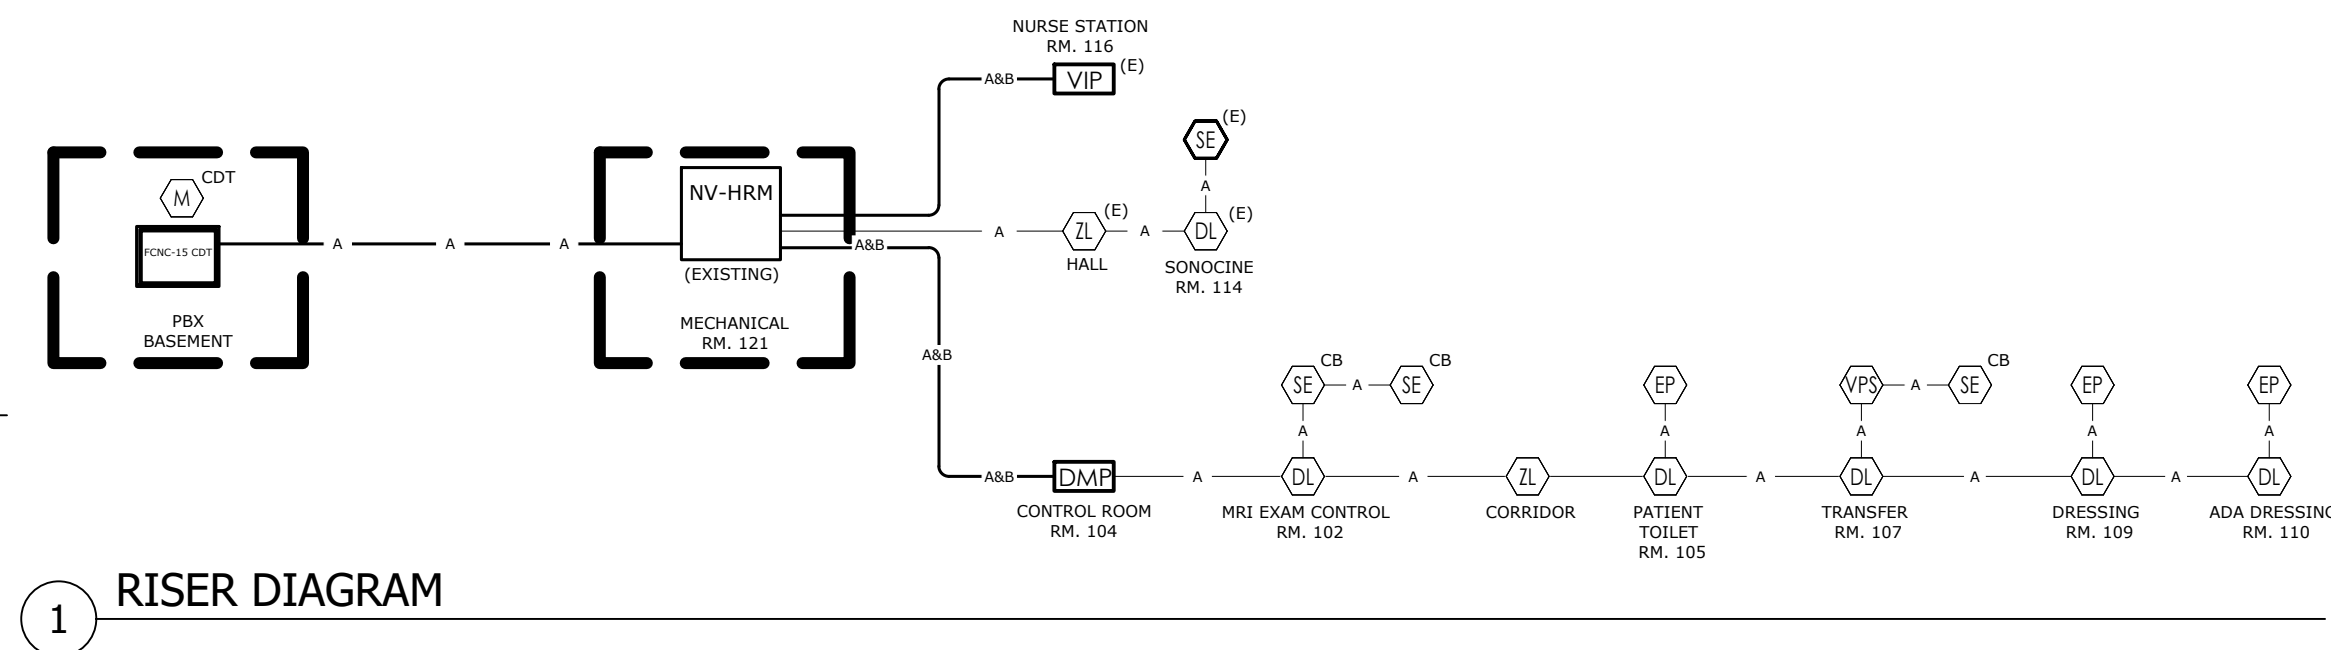 NURSE STATION
RM. 116
A&B
VIP
(E)
SE
(E)
A
M
CDT
FCNC-15 CDT
PBX
BASEMENT
A
A
A
NV-HRM
(EXISTING)
MECHANICAL
RM. 121
A
ZL
(E)
HALL
A
DL
(E)
SONOCINE
RM. 114
A&B
A&B
A&B
DMP
CONTROL ROOM
RM. 104
A
SE
CB
A
SE
CB
A
DL
MRI EXAM CONTROL
RM. 102
A
ZL
CORRIDOR
EP
A
DL
PATIENT
TOILET
RM. 105
A
VPS
A
SE
CB
A
DL
TRANSFER
RM. 107
A
EP
A
DL
DRESSING
RM. 109
A
EP
A
DL
ADA DRESSING
RM. 110
1
RISER DIAGRAM